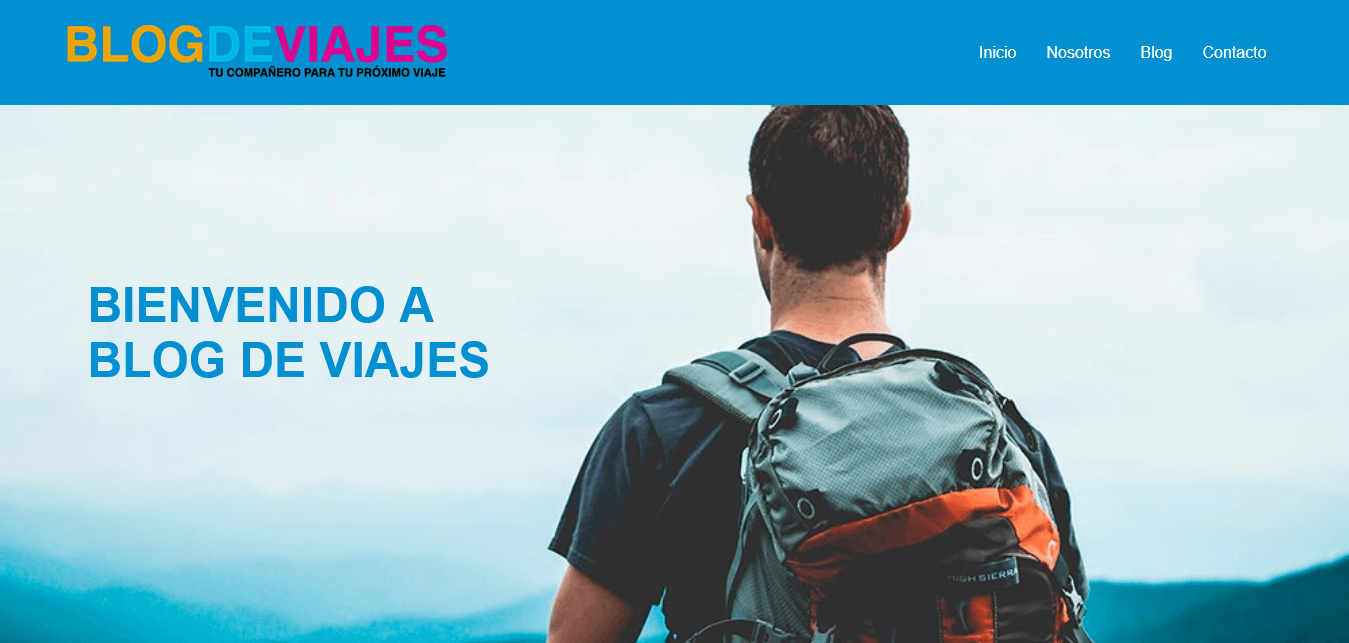 BLOGDEVIAJES
TU COMPAÑERO PARA TU PRÓXIMO VIAJE
Inicio Nosotros Blog Contacto
BIENVENIDO A
BLOG DE VIAJES
HIGH SIERRA